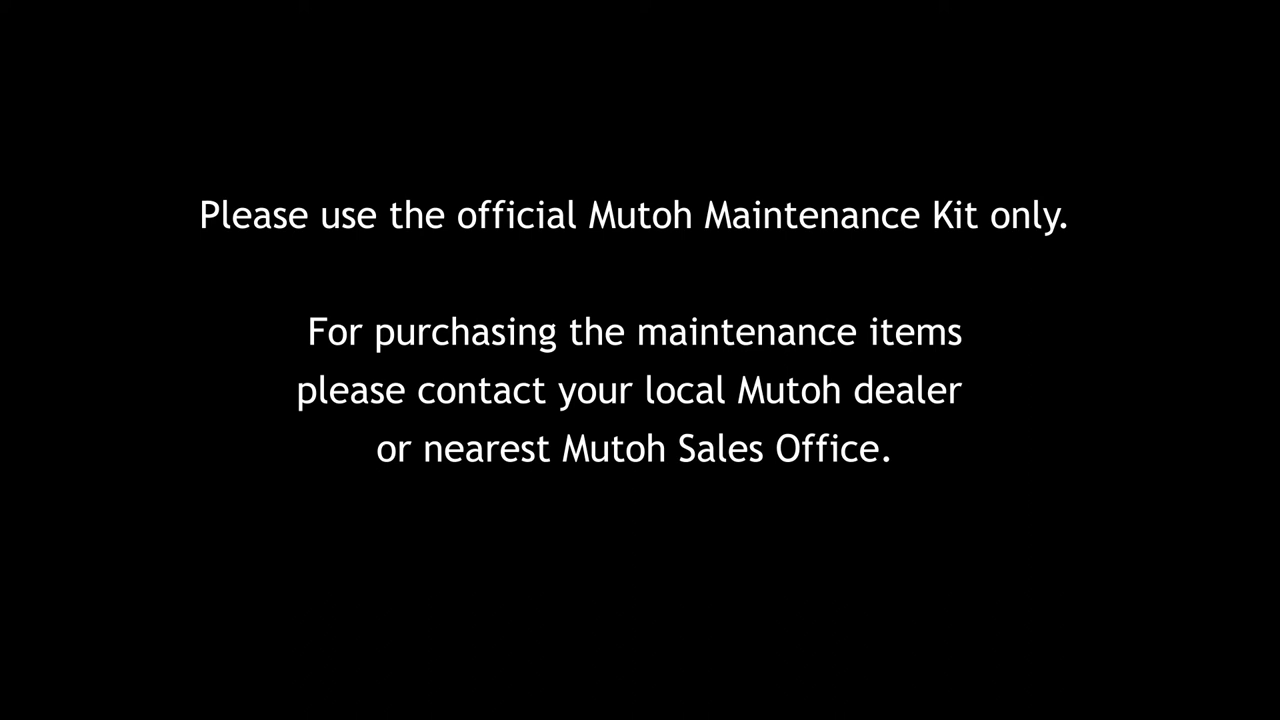 Please use the official Mutoh Maintenance Kit only.
For purchasing the maintenance items
please contact your local Mutoh dealer
or nearest Mutoh Sales Office.